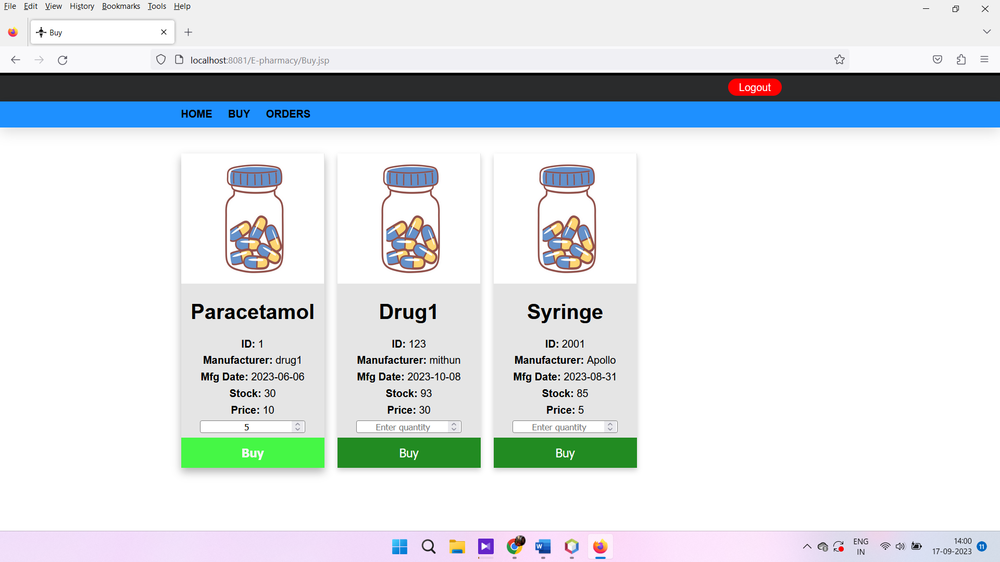 File Edit View History Bookmarks Tools Help
Buy
localhost:8081/E-pharmacy/Buy.jsp
Logout
HOME BUY ORDERS
Paracetamol
ID: 1
Manufacturer: drug1
Mfg Date: 2023-06-06
Stock: 30
Price: 10
5
Buy
Drug1
ID: 123
Manufacturer: mithun
Mfg Date: 2023-10-08
Stock: 93
Price: 30
Enter quantity
Buy
Syringe
ID: 2001
Manufacturer: Apollo
Mfg Date: 2023-08-31
Stock: 85
Price: 5
Enter quantity
Buy
W
ENG
IN
14:00
17-09-2023
11